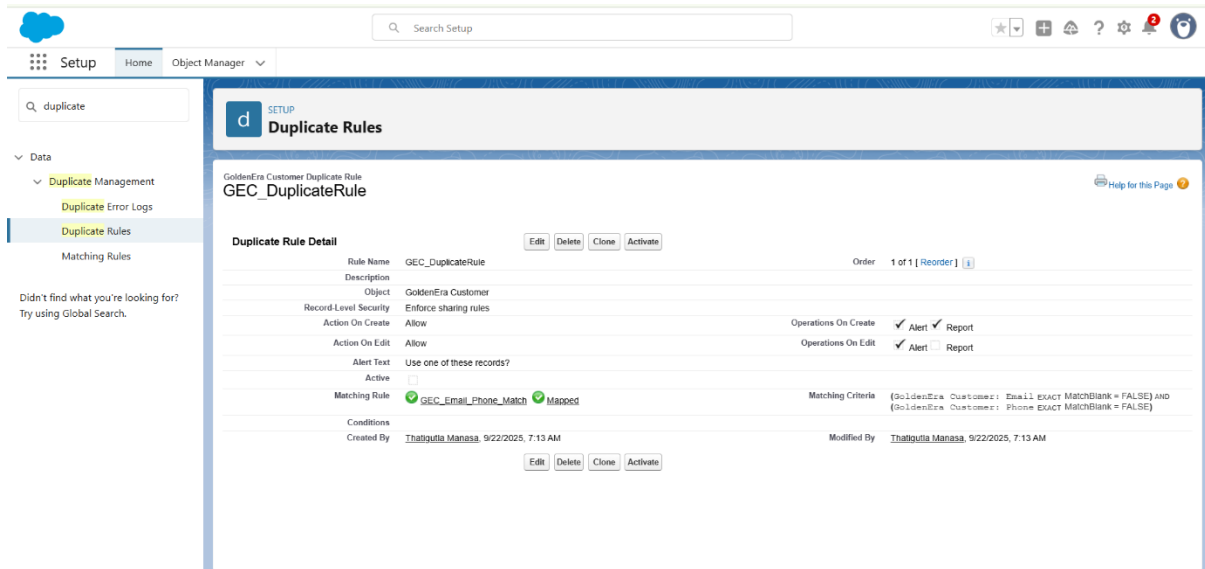 Search Setup
2
Setup Home Object Manager
duplicate
Data
Duplicate Management
Duplicate Error Logs
Duplicate Rules
Matching Rules
Didn't find what you're looking for?
Try using Global Search.
d
SETUP
Duplicate Rules
GoldenEra Customer Duplicate Rule
GEC_DuplicateRule
Help for this Page ?
Duplicate Rule Detail Edit Delete Clone Activate
Rule Name GEC_DuplicateRule Order 1 of 1 [ Reorder ] i
Description
Object GoldenEra Customer
Record-Level Security Enforce sharing rules
Action On Create Allow Operations On Create Alert Report
Action On Edit Allow Operations On Edit Alert Report
Alert Text Use one of these records?
Active
Matching Rule GEC_Email_Phone_Match Mapped Matching Criteria (GoldenEra Customer: Email EXACT MatchBlank = FALSE) AND
(GoldenEra Customer: Phone EXACT MatchBlank = FALSE)
Conditions
Created By Thatigutla Manasa, 9/22/2025, 7:13 AM Modified By Thatigutla Manasa, 9/22/2025, 7:13 AM
Edit Delete Clone Activate